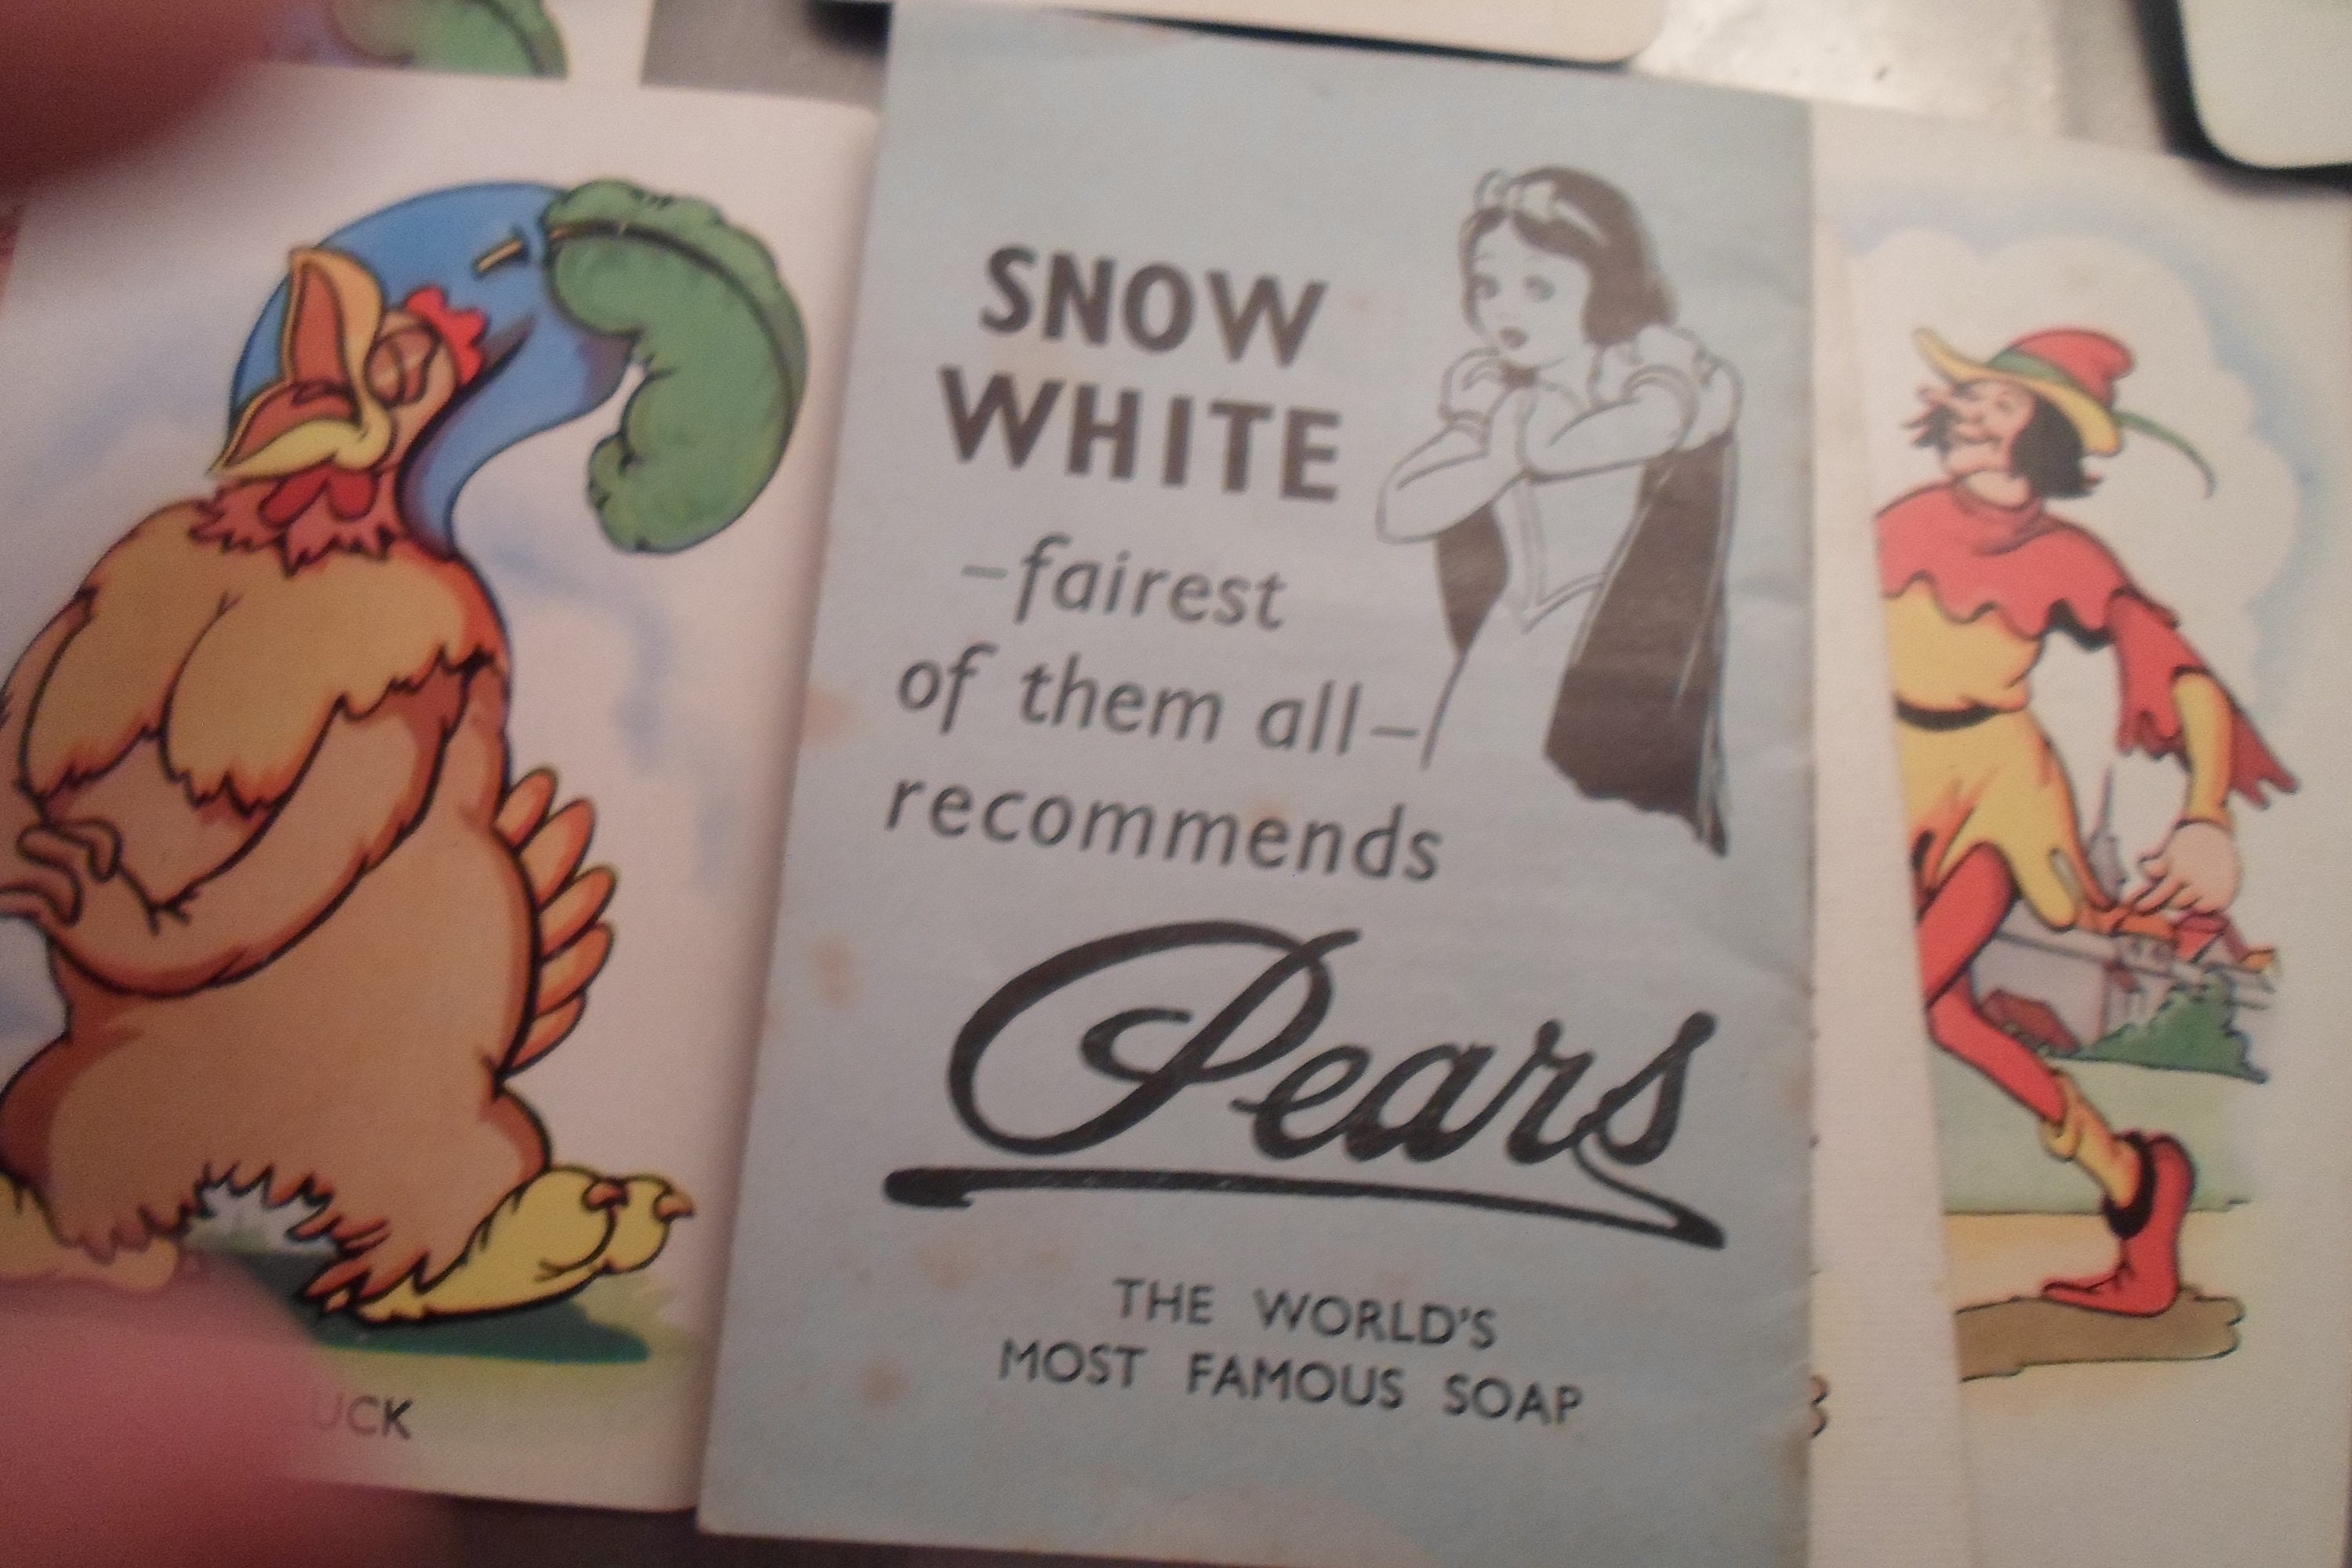 SNOW
WHITE
–fairest
of them all–
recommends
Pears
THE WORLD'S
MOST FAMOUS SOAP
UCK